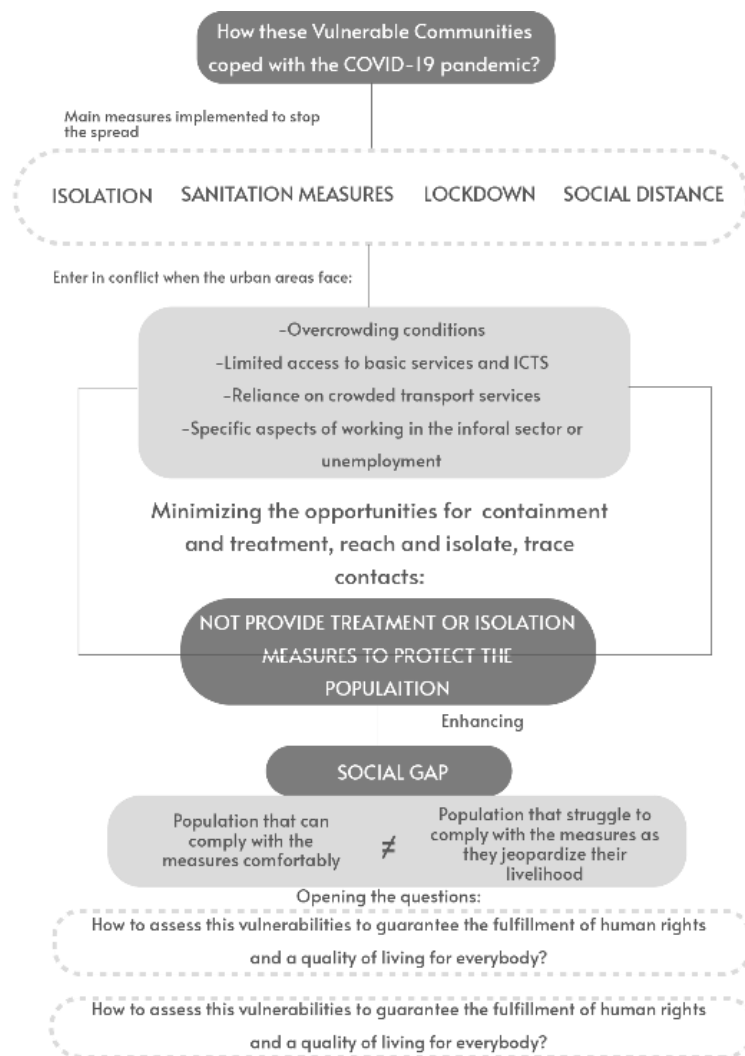 How these Vulnerable Communities
coped with the COVID-19 pandemic?
Main measures implemented to stop
the spread
ISOLATION SANITATION MEASURES LOCKDOWN SOCIAL DISTANCE
Enter in conflict when the urban areas face:
-Overcrowding conditions
-Limited access to basic services and ICTS
-Reliance on crowded transport services
-Specific aspects of working in the inforal sector or
unemployment
Minimizing the opportunities for containment
and treatment, reach and isolate, trace
contacts:
NOT PROVIDE TREATMENT OR ISOLATION
MEASURES TO PROTECT THE
POPULAITION
Enhancing
SOCIAL GAP
Population that can
comply with the
measures comfortably
≠
Population that struggle to
comply with the measures as
they jeopardize their
livelihood
Opening the questions:
How to assess this vulnerabilities to guarantee the fulfillment of human rights
and a quality of living for everybody?
How to assess this vulnerabilities to guarantee the fulfillment of human rights
and a quality of living for everybody?